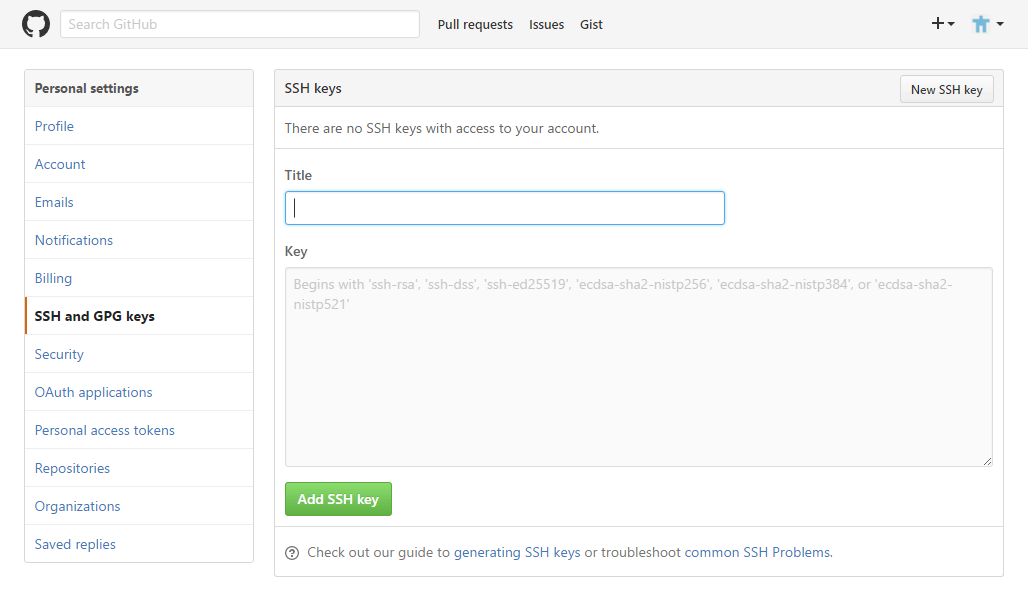 Search GitHub Pull requests Issues Gist
Personal settings
Profile
Account
Emails
Notifications
Billing
SSH and GPG keys
Security
OAuth applications
Personal access tokens
Repositories
Organizations
Saved replies
SSH keys New SSH key
There are no SSH keys with access to your account.
Title
Key
Begins with 'ssh-rsa', 'ssh-dss', 'ssh-ed25519', 'ecdsa-sha2-nistp256', 'ecdsa-sha2-nistp384', or 'ecdsa-sha2-
nistp521'
Add SSH key
Check out our guide to generating SSH keys or troubleshoot common SSH Problems.